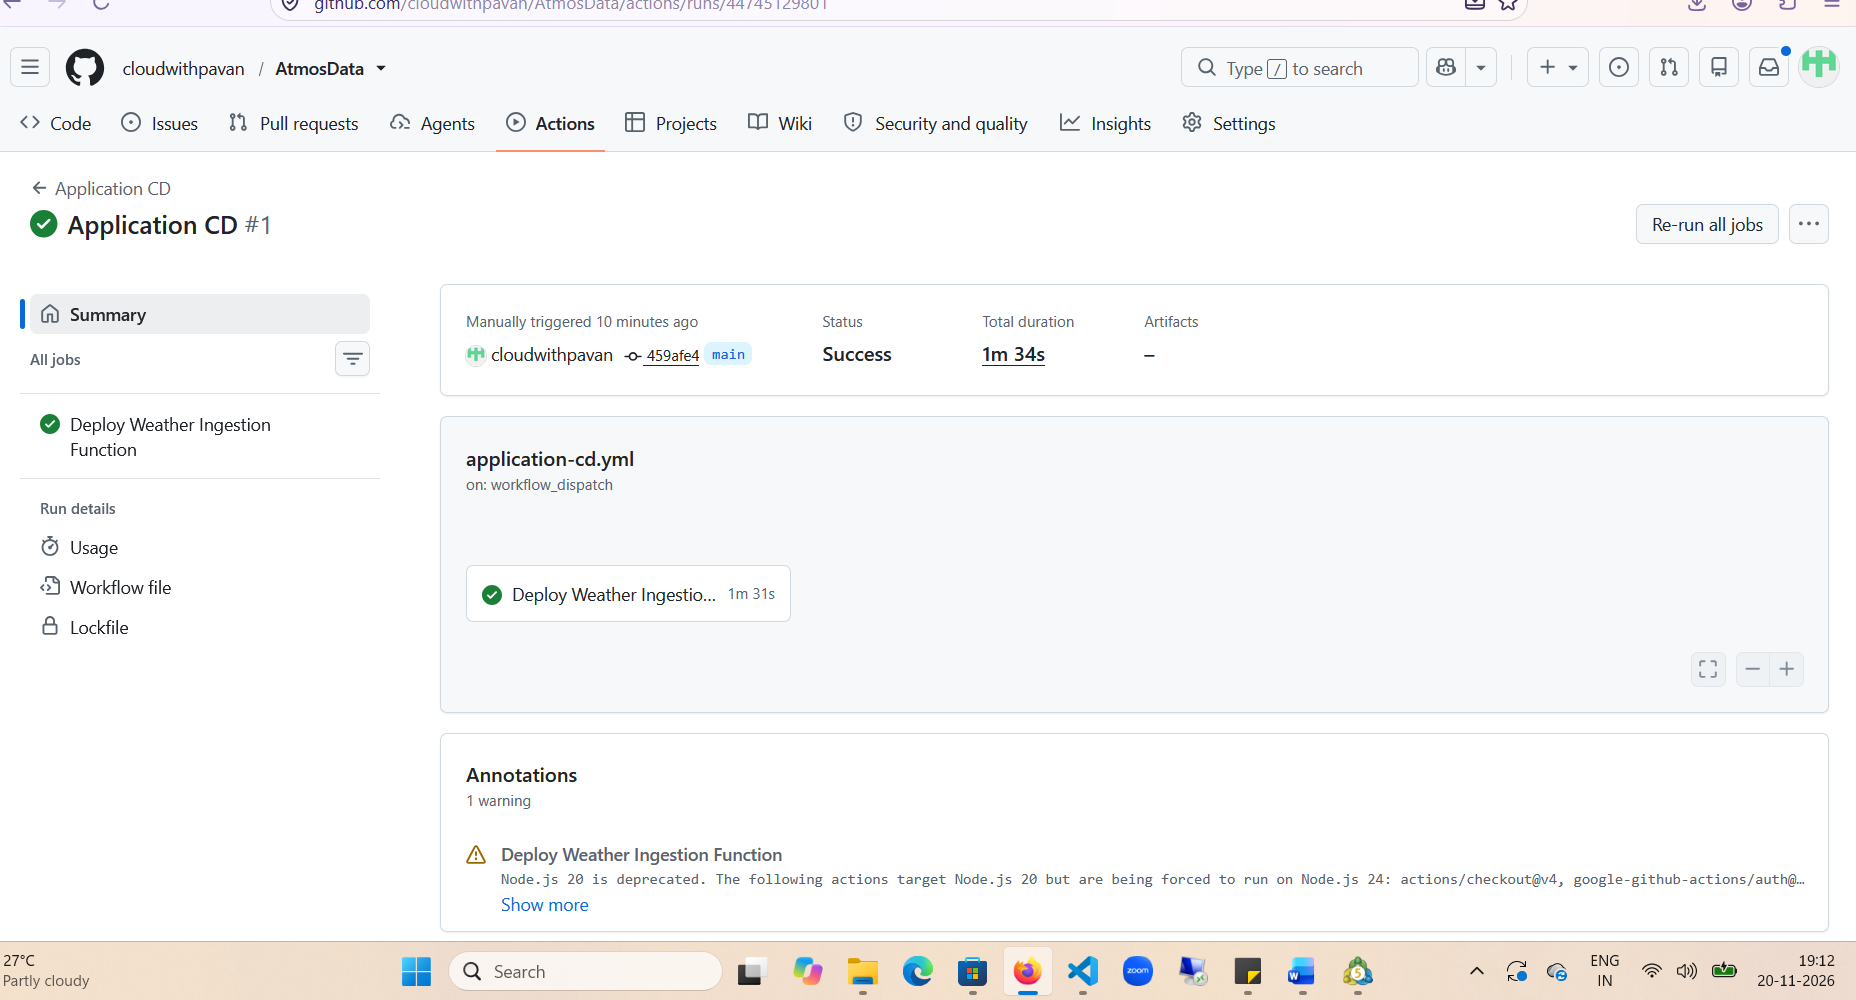 github.com/cloudwithpavan/AtmosData/actions/runs/44745129801
cloudwithpavan / AtmosData
Type / to search
Code
Issues
Pull requests
Agents
Actions
Projects
Wiki
Security and quality
Insights
Settings
Application CD
Application CD #1
Re-run all jobs
Summary
All jobs
Deploy Weather Ingestion
Function
Run details
Usage
Workflow file
Lockfile
Manually triggered 10 minutes ago
cloudwithpavan 459afe4 main
Status
Success
Total duration
1m 34s
Artifacts
–
application-cd.yml
on: workflow_dispatch
Deploy Weather Ingestio... 1m 31s
Annotations
1 warning
Deploy Weather Ingestion Function
Node.js 20 is deprecated. The following actions target Node.js 20 but are being forced to run on Node.js 24: actions/checkout@v4, google-github-actions/auth@…
Show more
27°C
Partly cloudy
Search
zoom
W
S
ENG
IN
19:12
20-11-2026